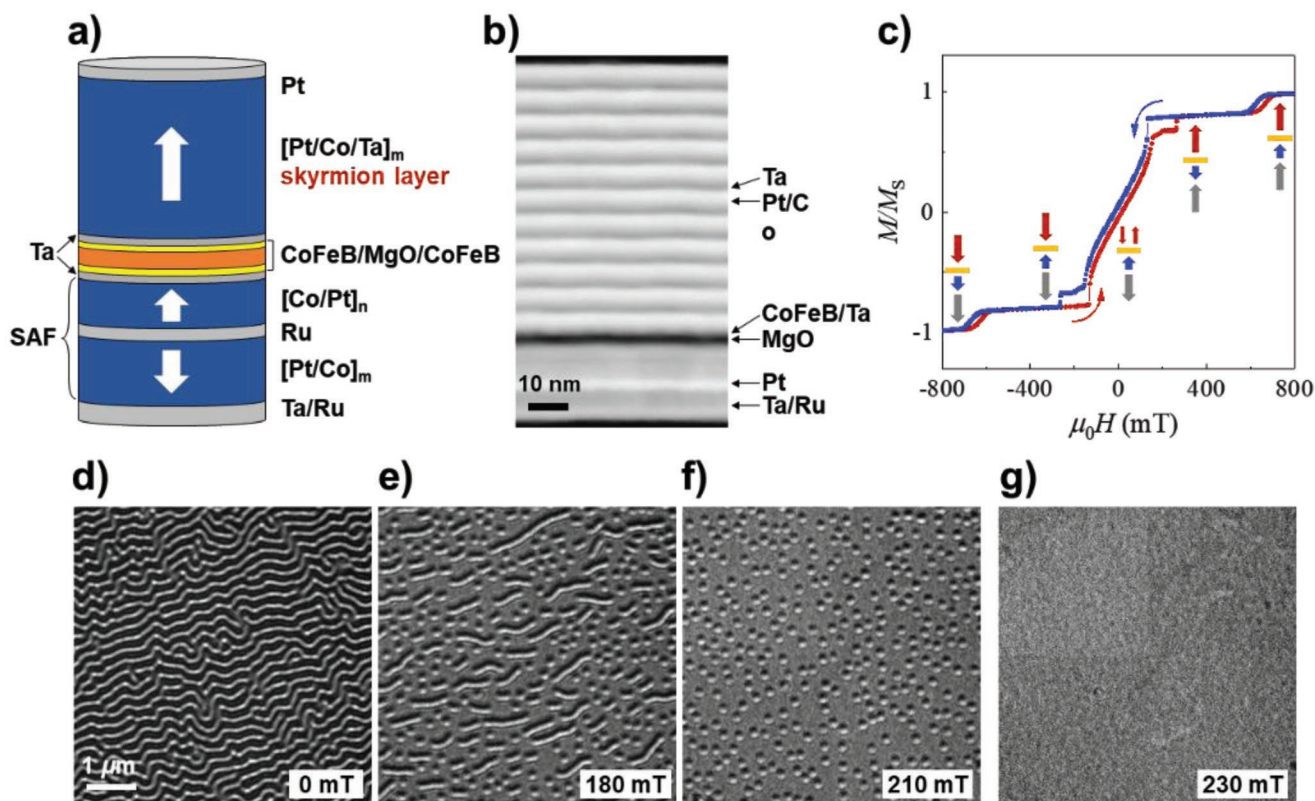 a)
Pt
[Pt/Co/Ta]m
skyrmion layer
Ta
CoFeB/MgO/CoFeB
[Co/Pt]n
SAF
Ru
[Pt/Co]m
Ta/Ru
b)
Ta
Pt/C
o
CoFeB/Ta
MgO
10 nm
Pt
Ta/Ru
c)
M/MS
1
0
-1
-800
-400
0
400
800
μ0H (mT)
d)
1 μm
0 mT
e)
180 mT
f)
210 mT
g)
230 mT